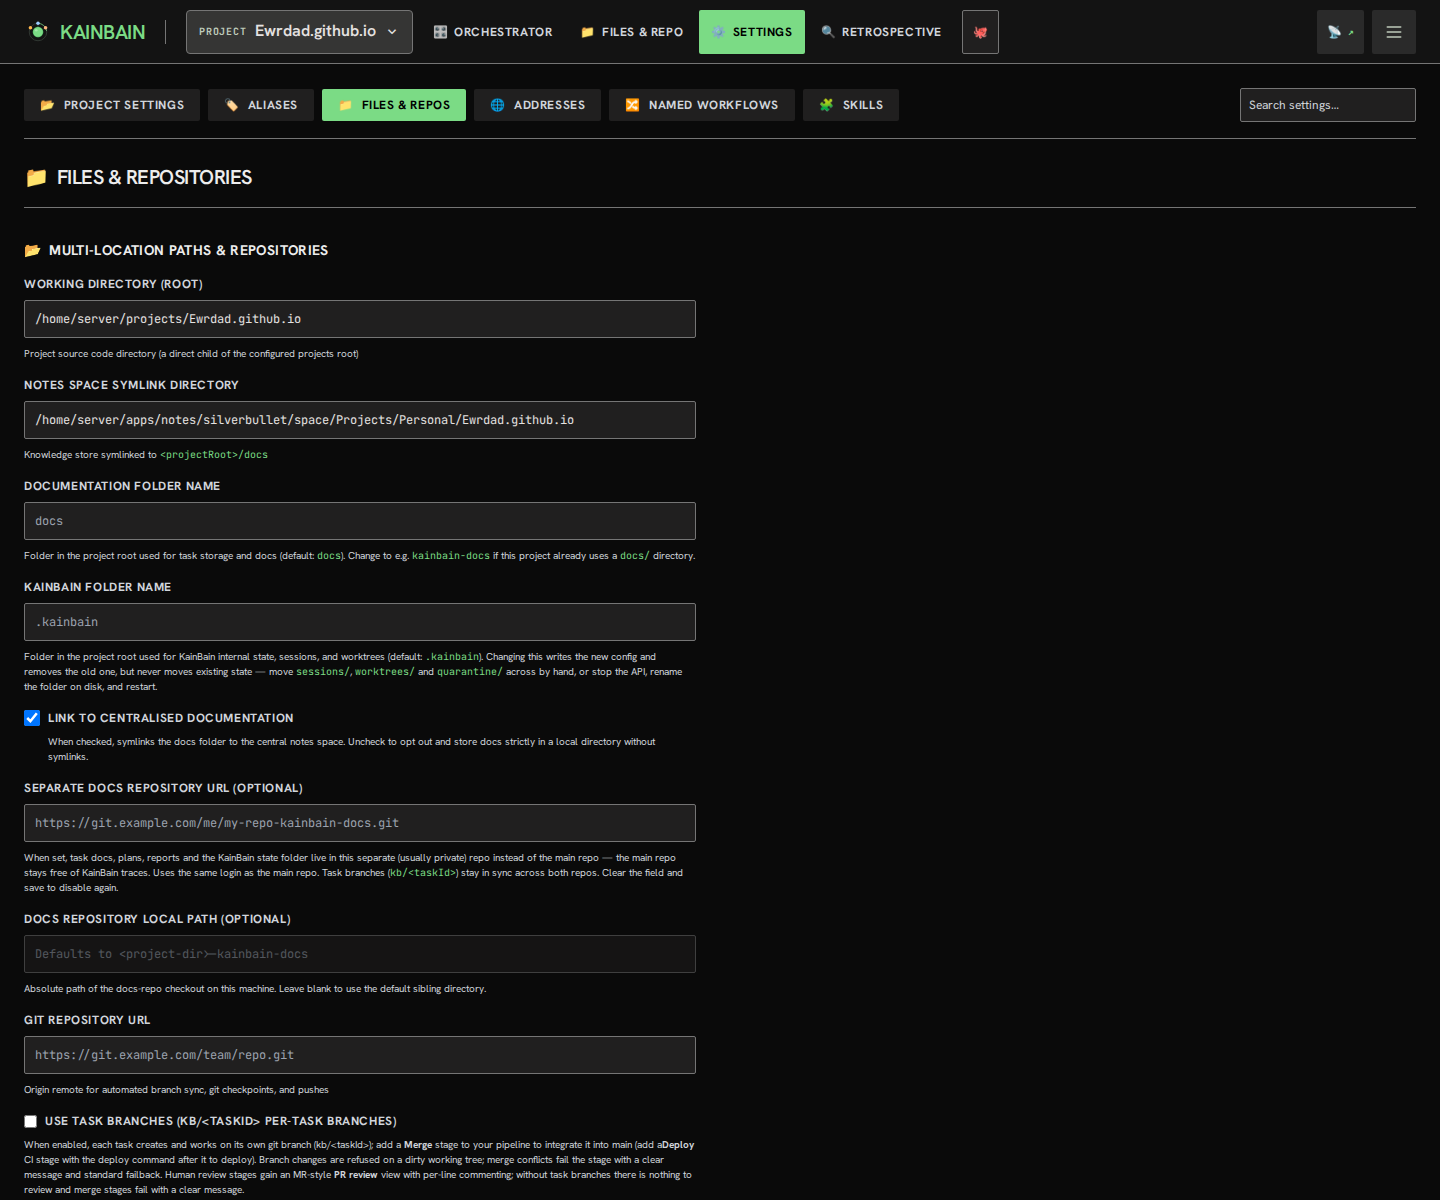 KAINBAIN
PROJECT Ewrdad.github.io
ORCHESTRATOR
FILES & REPO
SETTINGS
RETROSPECTIVE
PROJECT SETTINGS
ALIASES
FILES & REPOS
ADDRESSES
NAMED WORKFLOWS
SKILLS
Search settings...
FILES & REPOSITORIES
MULTI-LOCATION PATHS & REPOSITORIES
WORKING DIRECTORY (ROOT)
/home/server/projects/Ewrdad.github.io
Project source code directory (a direct child of the configured projects root)
NOTES SPACE SYMLINK DIRECTORY
/home/server/apps/notes/silverbullet/space/Projects/Personal/Ewrdad.github.io
Knowledge store symlinked to <projectRoot>/docs
DOCUMENTATION FOLDER NAME
docs
Folder in the project root used for task storage and docs (default: docs). Change to e.g. kainbain-docs if this project already uses a docs/ directory.
KAINBAIN FOLDER NAME
.kainbain
Folder in the project root used for KainBain internal state, sessions, and worktrees (default: .kainbain). Changing this writes the new config and
removes the old one, but never moves existing state — move sessions/, worktrees/ and quarantine/ across by hand, or stop the API, rename
the folder on disk, and restart.
LINK TO CENTRALISED DOCUMENTATION
When checked, symlinks the docs folder to the central notes space. Uncheck to opt out and store docs strictly in a local directory without
symlinks.
SEPARATE DOCS REPOSITORY URL (OPTIONAL)
https://git.example.com/me/my-repo-kainbain-docs.git
When set, task docs, plans, reports and the KainBain state folder live in this separate (usually private) repo instead of the main repo — the main repo
stays free of KainBain traces. Uses the same login as the main repo. Task branches (kb/<taskId>) stay in sync across both repos. Clear the field and
save to disable again.
DOCS REPOSITORY LOCAL PATH (OPTIONAL)
Defaults to <project-dir>-kainbain-docs
Absolute path of the docs-repo checkout on this machine. Leave blank to use the default sibling directory.
GIT REPOSITORY URL
https://git.example.com/team/repo.git
Origin remote for automated branch sync, git checkpoints, and pushes
USE TASK BRANCHES (KB/<TASKID> PER-TASK BRANCHES)
When enabled, each task creates and works on its own git branch (kb/<taskId>); add a Merge stage to your pipeline to integrate it into main (add aDeploy
CI stage with the deploy command after it to deploy). Branch changes are refused on a dirty working tree; merge conflicts fail the stage with a clear
message and standard failback. Human review stages gain an MR-style PR review view with per-line commenting; without task branches there is nothing to
review and merge stages fail with a clear message.